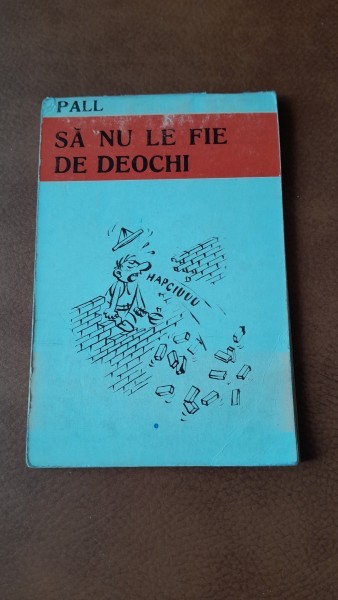 PALL
SĂ NU LE FIE
DE DEOCHI
HAPCIUUU